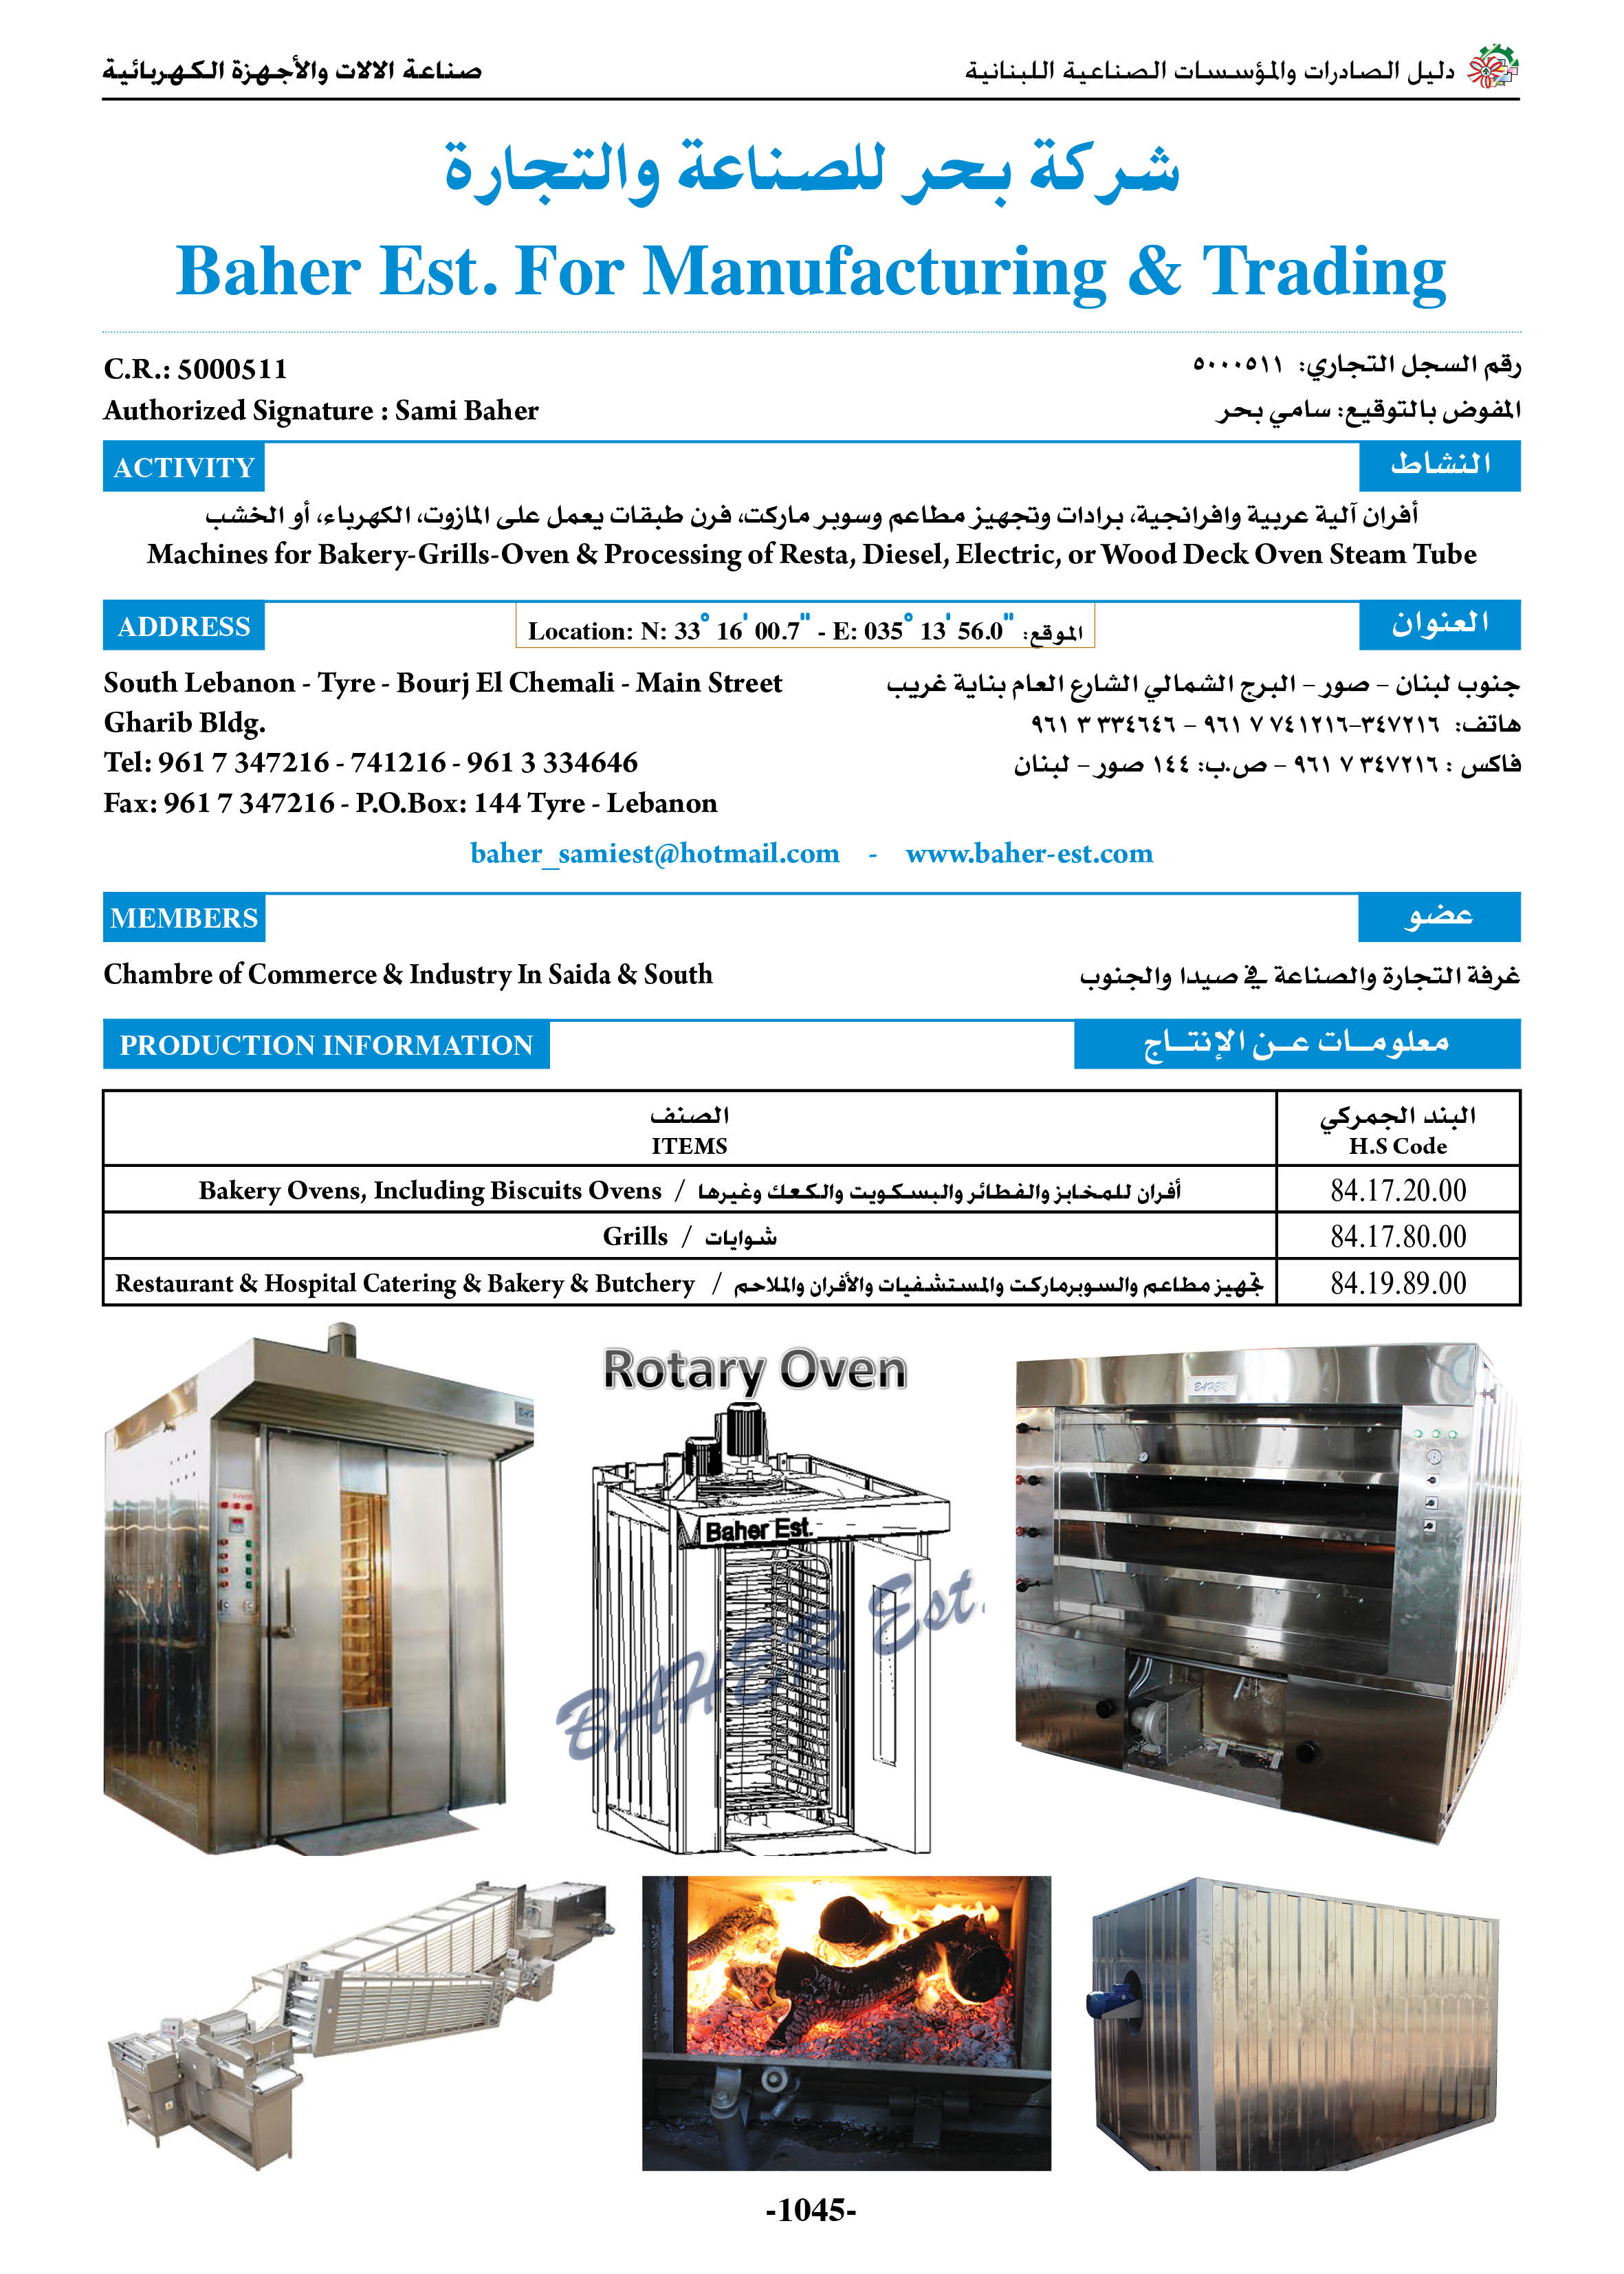 دليل الصادرات والمؤسسات الصناعية اللبنانية
صناعة الالات والأجهزة الكهربائية
شركة بحر للصناعة والتجارة
Baher Est. For Manufacturing & Trading
C.R.: 5000511
رقم السجل التجاري: ٥٠٠٠٥١١
Authorized Signature : Sami Baher
المفوض بالتوقيع: سامي بحر
ACTIVITY
النشاط
أفران آلية عربية وافرانجية، برادات وتجهيز مطاعم وسوبر ماركت، فرن طبقات يعمل على المازوت، الكهرباء، أو الخشب
Machines for Bakery-Grills-Oven & Processing of Resta, Diesel, Electric, or Wood Deck Oven Steam Tube
ADDRESS
Location: N: 33° 16' 00.7" - E: 035° 13' 56.0" :الموقع
العنوان
South Lebanon - Tyre - Bourj El Chemali - Main Street
Gharib Bldg.
Tel: 961 7 347216 - 741216 - 961 3 334646
Fax: 961 7 347216 - P.O.Box: 144 Tyre - Lebanon
جنوب لبنان – صور – البرج الشمالي الشارع العام بناية غريب
هاتف: ٣٤٧٢١٦–٧٤١٢١٦ ٧ ٩٦١ – ٣٣٤٦٤٦ ٣ ٩٦١
فاكس : ٣٤٧٢١٦ ٧ ٩٦١ – ص.ب: ١٤٤ صور – لبنان
baher_samiest@hotmail.com - www.baher-est.com
MEMBERS
عضو
Chambre of Commerce & Industry In Saida & South
غرفة التجارة والصناعة في صيدا والجنوب
PRODUCTION INFORMATION
معلومـات عـن الإنتـاج
الصنف
ITEMS
البند الجمركي
H.S Code
Bakery Ovens, Including Biscuits Ovens / أفران للمخابز والفطائر والبسكويت والكعك وغيرها
84.17.20.00
Grills / شوايات
84.17.80.00
Restaurant & Hospital Catering & Bakery & Butchery / تجهيز مطاعم والسوبرماركت والمستشفيات والأفران والملاحم
84.19.89.00
Rotary Oven
BAHER
Baher Est.
BAHER Est.
-1045-